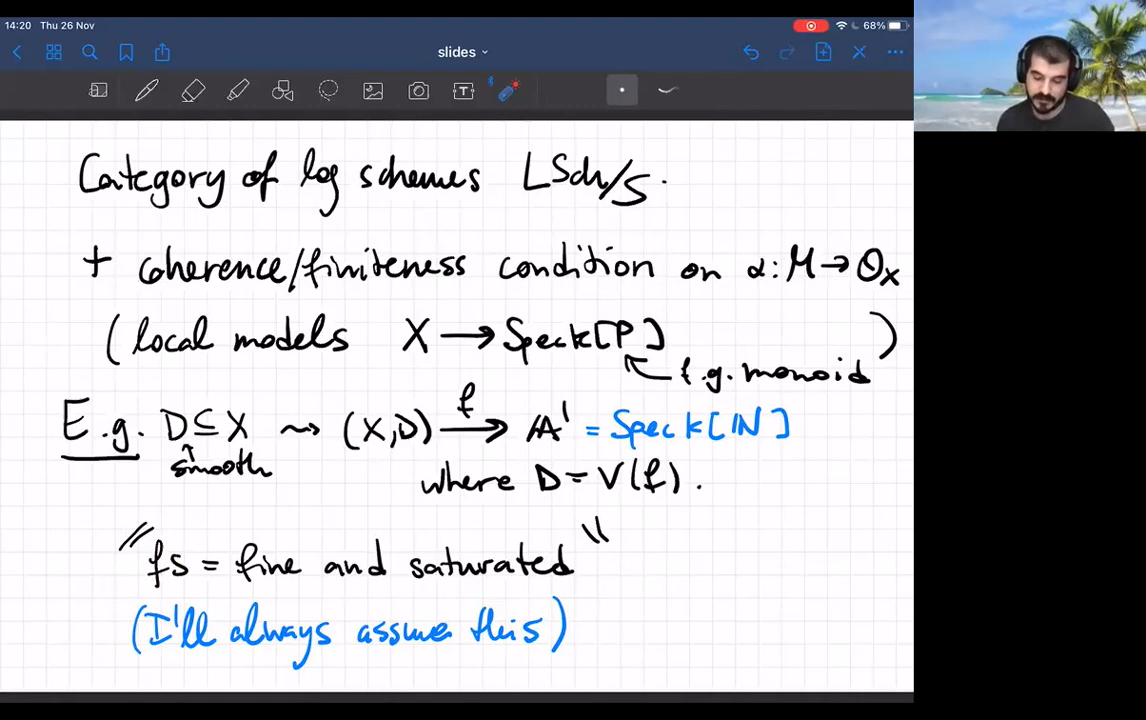 14:20 Thu 26 Nov
68%
slides
Category of log schemes LSch/S.
+ coherence/finiteness condition on α: M → O_X
(local models X → Spec k[P] )
f.g. monoid
E.g. D ⊆ X ⇝ (X,D) →^f A¹ = Spec k[ℕ]
smooth
where D = V(f).
"fs = fine and saturated"
(I'll always assume this)